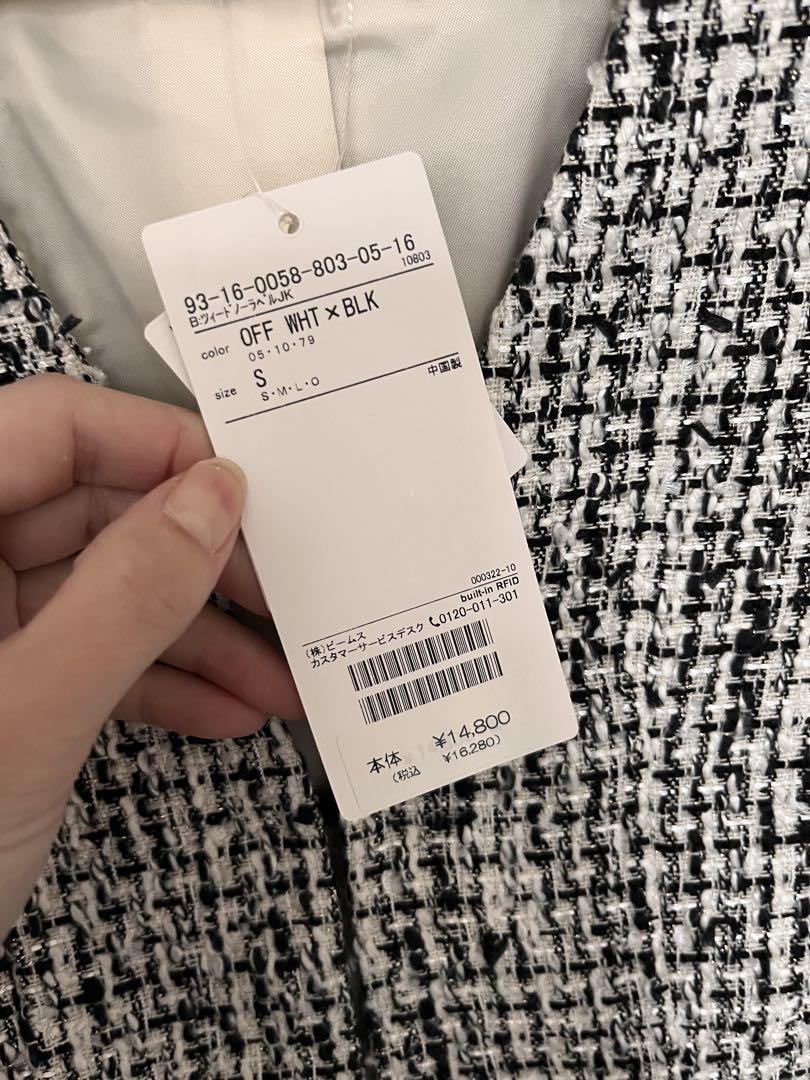 93-16-0058-803-05-16
B:ツィードノーラペルJK 10803
color OFF WHT×BLK
05・10・79
size S
S・M・L・O 中国製
000322-10
built-in RFID
(株)ビームス
カスタマーサービスデスク 0120-011-301
本体 ¥14,800
(税込 ¥16,280)